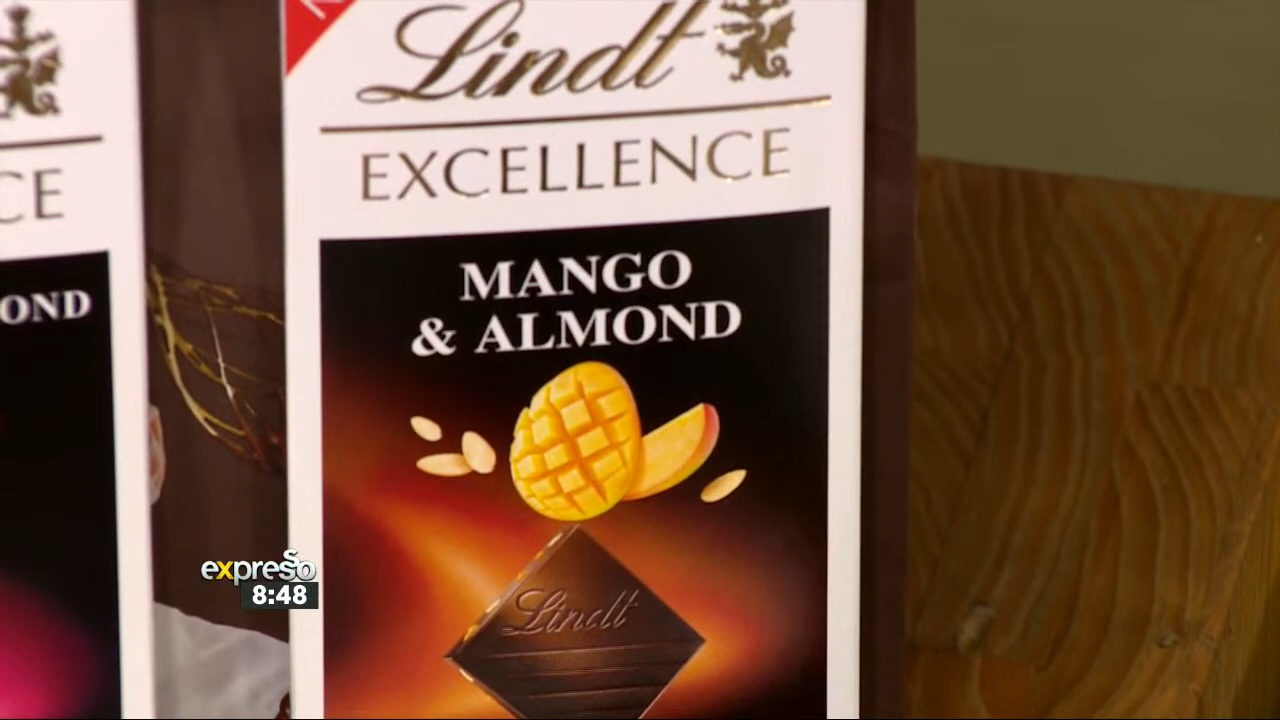 Lindt
EXCELLENCE
CE
MANGO
& ALMOND
OND
Lindt
expresso
8:48